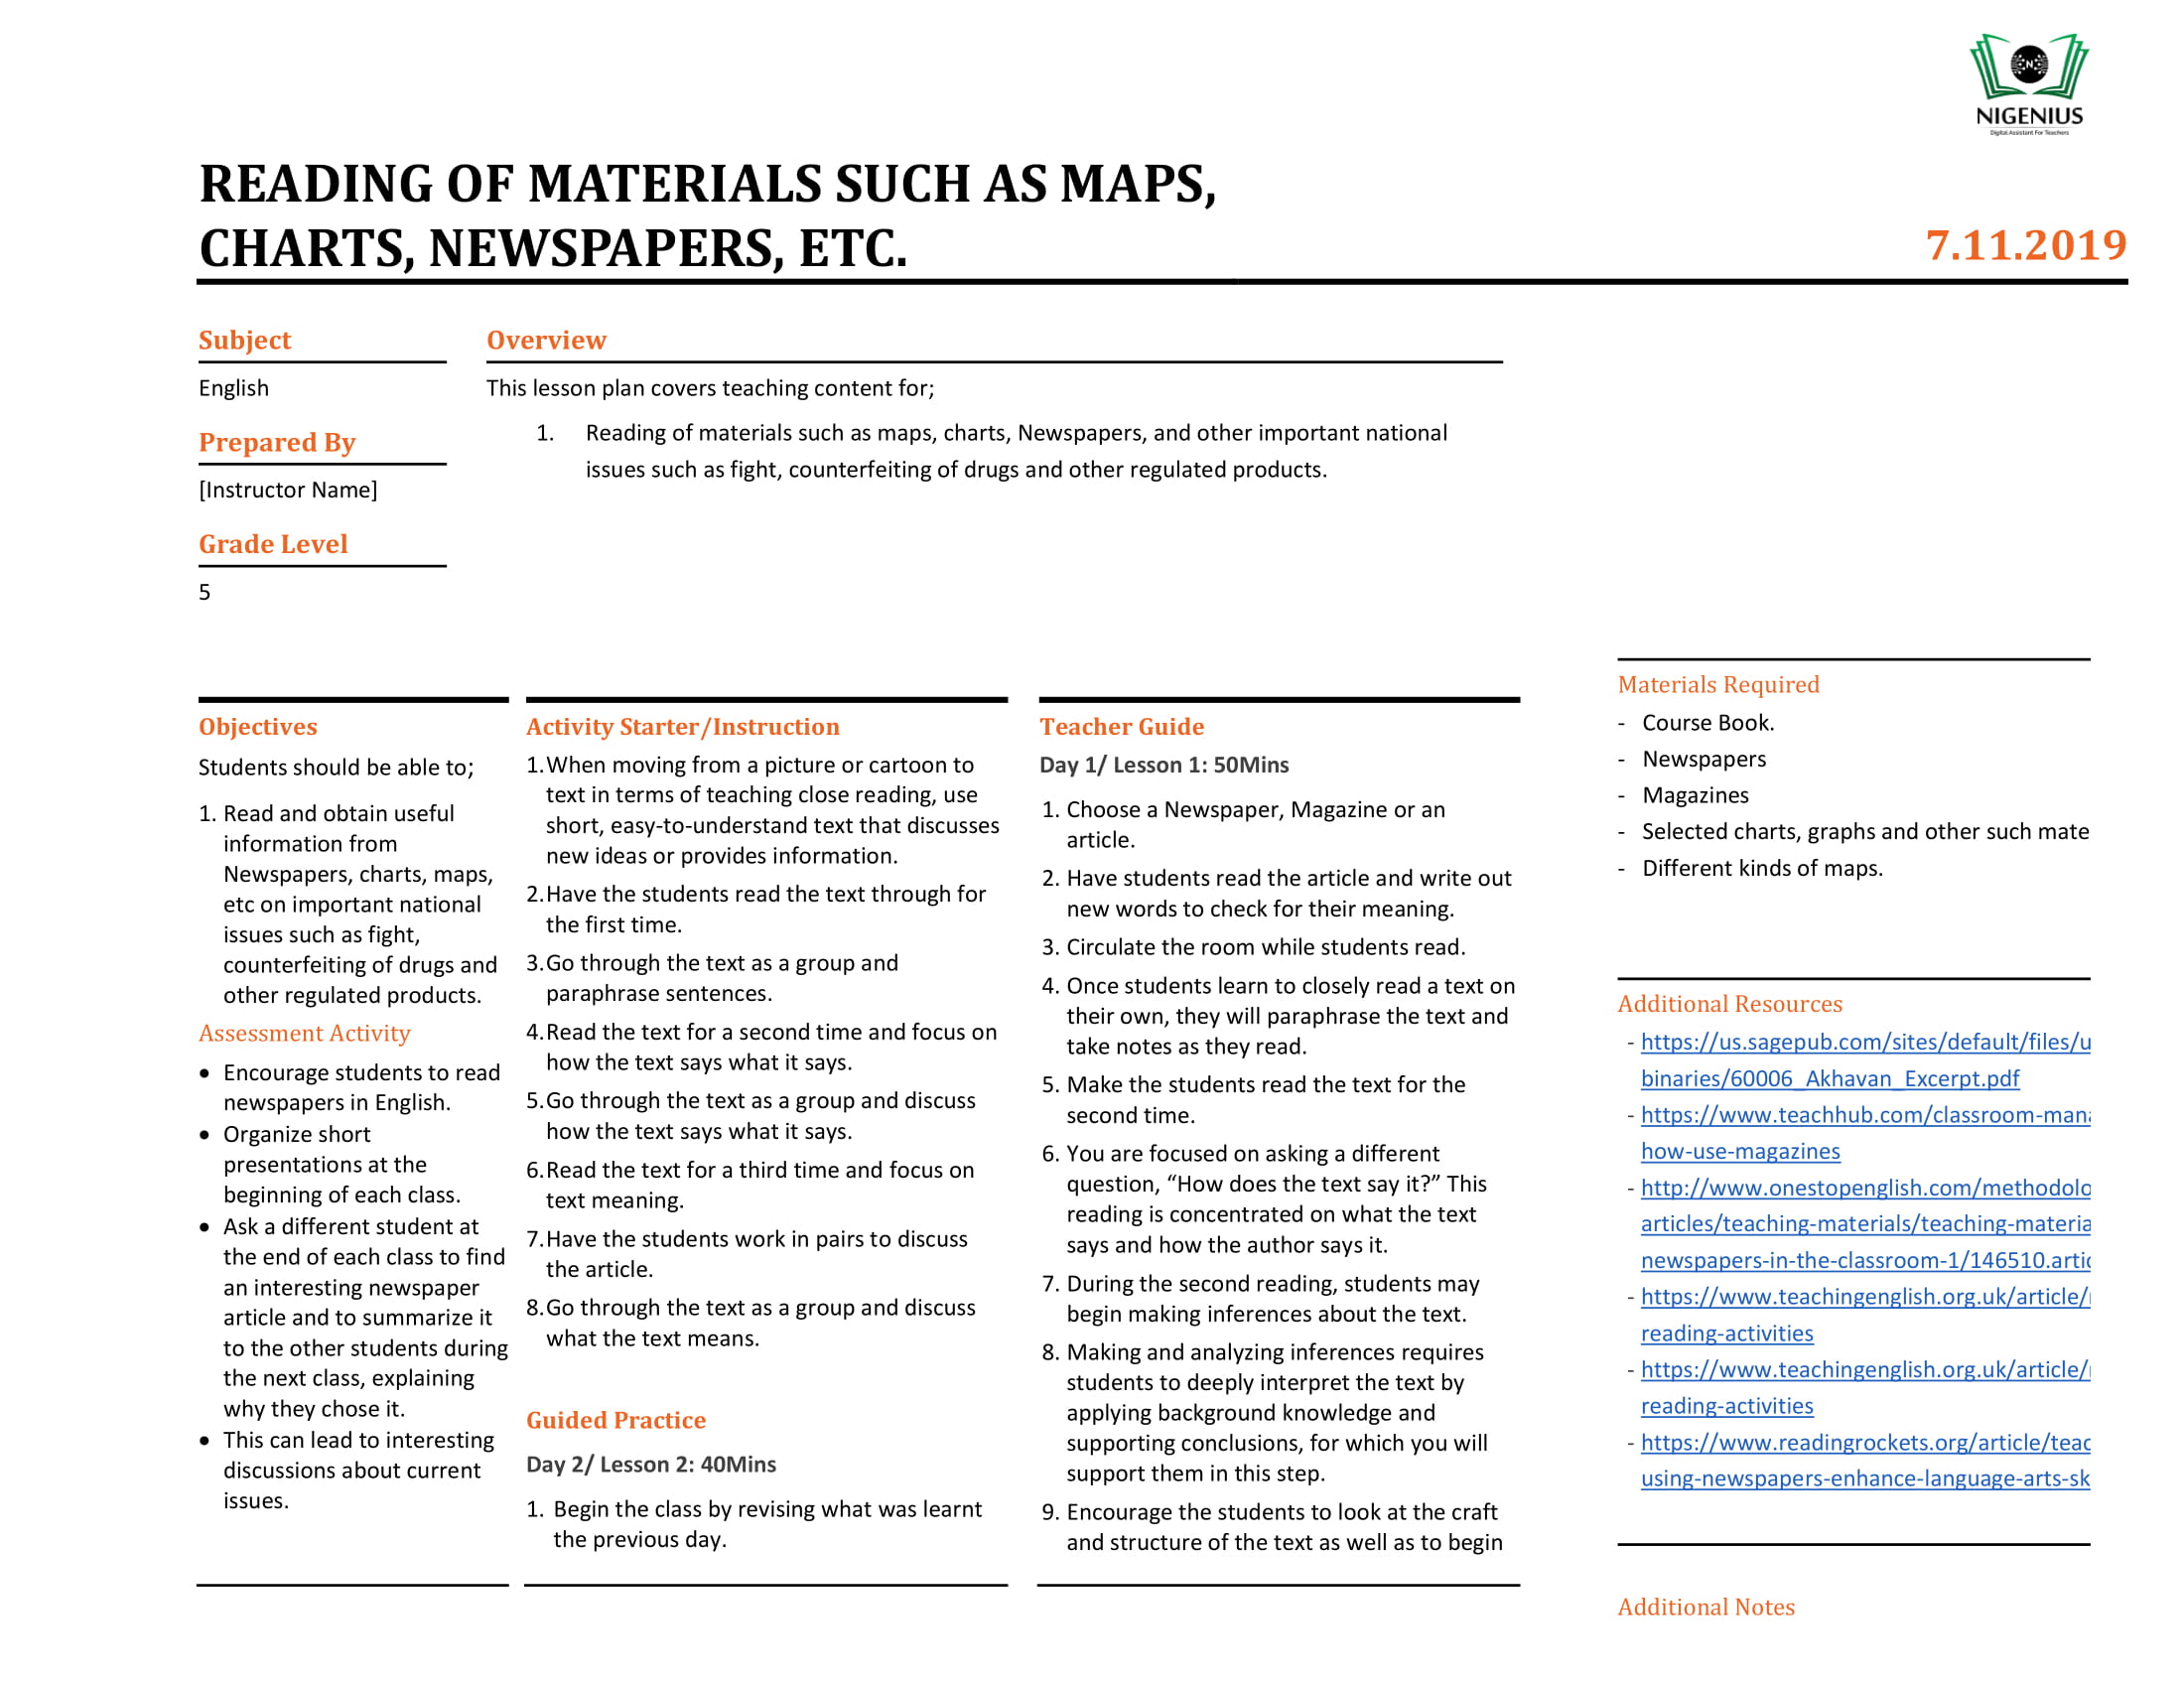 NIGENIUS
Digital Assistant For Teachers
READING OF MATERIALS SUCH AS MAPS,
CHARTS, NEWSPAPERS, ETC.
7.11.2019
Subject
English
Prepared By
[Instructor Name]
Grade Level
5
Overview
This lesson plan covers teaching content for;
1. Reading of materials such as maps, charts, Newspapers, and other important national
issues such as fight, counterfeiting of drugs and other regulated products.
Objectives
Students should be able to;
1. Read and obtain useful
information from
Newspapers, charts, maps,
etc on important national
issues such as fight,
counterfeiting of drugs and
other regulated products.
Assessment Activity
• Encourage students to read
newspapers in English.
• Organize short
presentations at the
beginning of each class.
• Ask a different student at
the end of each class to find
an interesting newspaper
article and to summarize it
to the other students during
the next class, explaining
why they chose it.
• This can lead to interesting
discussions about current
issues.
Activity Starter/Instruction
1.When moving from a picture or cartoon to
text in terms of teaching close reading, use
short, easy-to-understand text that discusses
new ideas or provides information.
2.Have the students read the text through for
the first time.
3.Go through the text as a group and
paraphrase sentences.
4.Read the text for a second time and focus on
how the text says what it says.
5.Go through the text as a group and discuss
how the text says what it says.
6.Read the text for a third time and focus on
text meaning.
7.Have the students work in pairs to discuss
the article.
8.Go through the text as a group and discuss
what the text means.
Guided Practice
Day 2/ Lesson 2: 40Mins
1. Begin the class by revising what was learnt
the previous day.
Teacher Guide
Day 1/ Lesson 1: 50Mins
1. Choose a Newspaper, Magazine or an
article.
2. Have students read the article and write out
new words to check for their meaning.
3. Circulate the room while students read.
4. Once students learn to closely read a text on
their own, they will paraphrase the text and
take notes as they read.
5. Make the students read the text for the
second time.
6. You are focused on asking a different
question, “How does the text say it?” This
reading is concentrated on what the text
says and how the author says it.
7. During the second reading, students may
begin making inferences about the text.
8. Making and analyzing inferences requires
students to deeply interpret the text by
applying background knowledge and
supporting conclusions, for which you will
support them in this step.
9. Encourage the students to look at the craft
and structure of the text as well as to begin
Materials Required
- Course Book.
- Newspapers
- Magazines
- Selected charts, graphs and other such mate
- Different kinds of maps.
Additional Resources
- https://us.sagepub.com/sites/default/files/u
binaries/60006_Akhavan_Excerpt.pdf
- https://www.teachhub.com/classroom-mana
how-use-magazines
- http://www.onestopenglish.com/methodolo
articles/teaching-materials/teaching-materia
newspapers-in-the-classroom-1/146510.artic
- https://www.teachingenglish.org.uk/article/
reading-activities
- https://www.teachingenglish.org.uk/article/
reading-activities
- https://www.readingrockets.org/article/teac
using-newspapers-enhance-language-arts-sk
Additional Notes